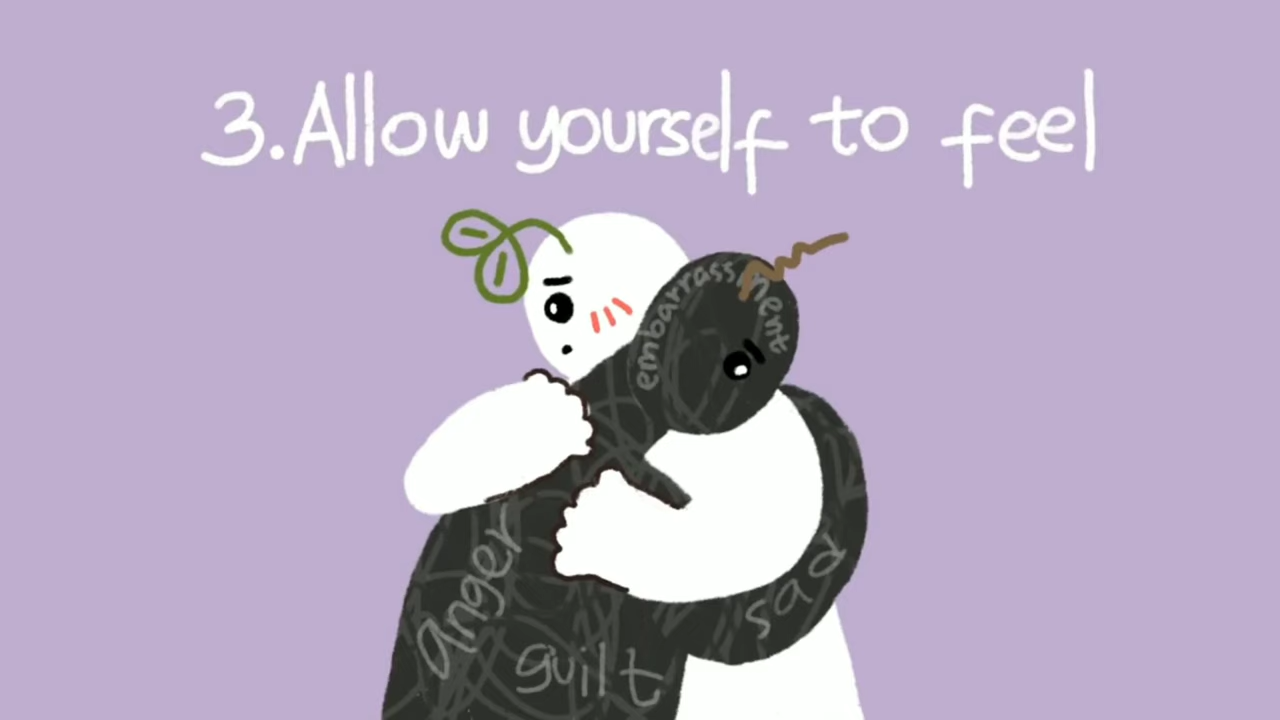 3.Allow yourself to feel
embarrassment
anger
sad
guilt